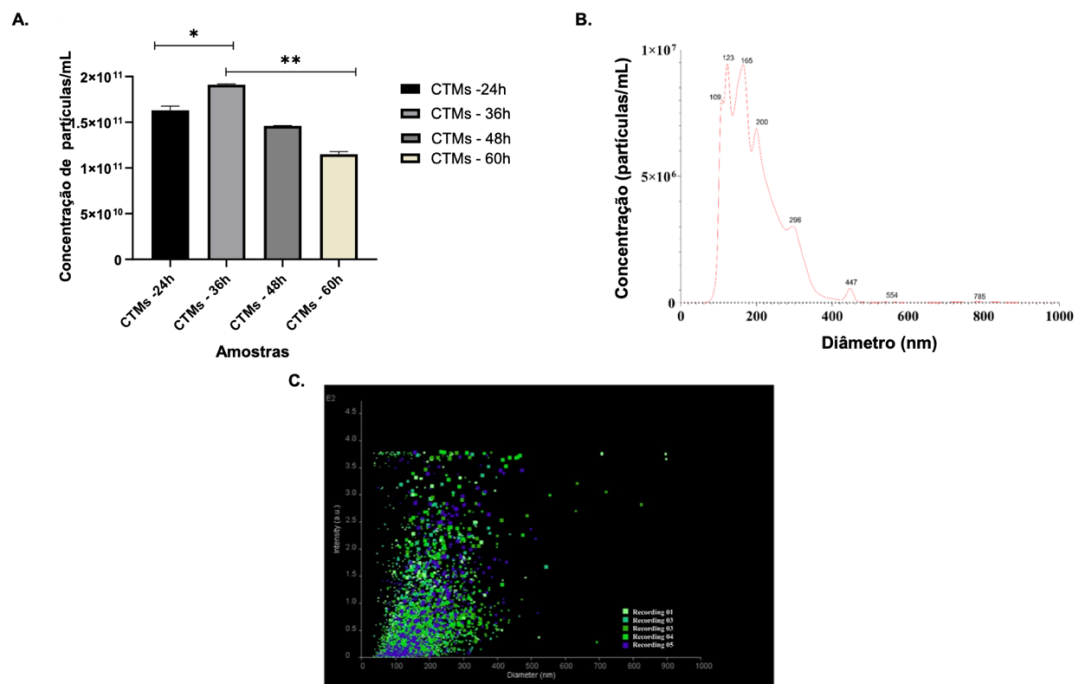 A.
*
**
Concentração de partículas/mL
2×10¹¹
1.5×10¹¹
1×10¹¹
5×10¹⁰
0
CTMs -24h
CTMs - 36h
CTMs - 48h
CTMs - 60h
Amostras
CTMs -24h
CTMs - 36h
CTMs - 48h
CTMs - 60h
B.
Concentração (partículas/mL)
1×10⁷
5×10⁶
0
109
123
165
200
296
447
554
785
0 200 400 600 800 1000
Diâmetro (nm)
C.
E2
Intensity (a.u.)
4.5
4.0
3.5
3.0
2.5
2.0
1.5
1.0
0.5
0
0 100 200 300 400 500 600 700 800 900 1000
Diameter (nm)
Recording 01
Recording 03
Recording 03
Recording 04
Recording 05